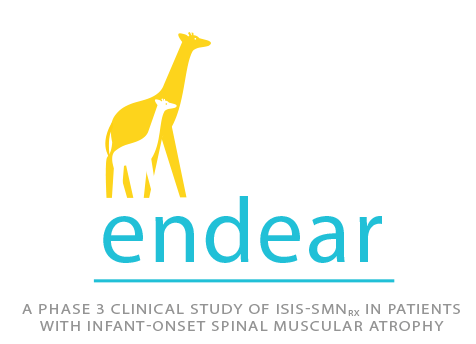 endear
A PHASE 3 CLINICAL STUDY OF ISIS-SMNRX IN PATIENTS
WITH INFANT-ONSET SPINAL MUSCULAR ATROPHY